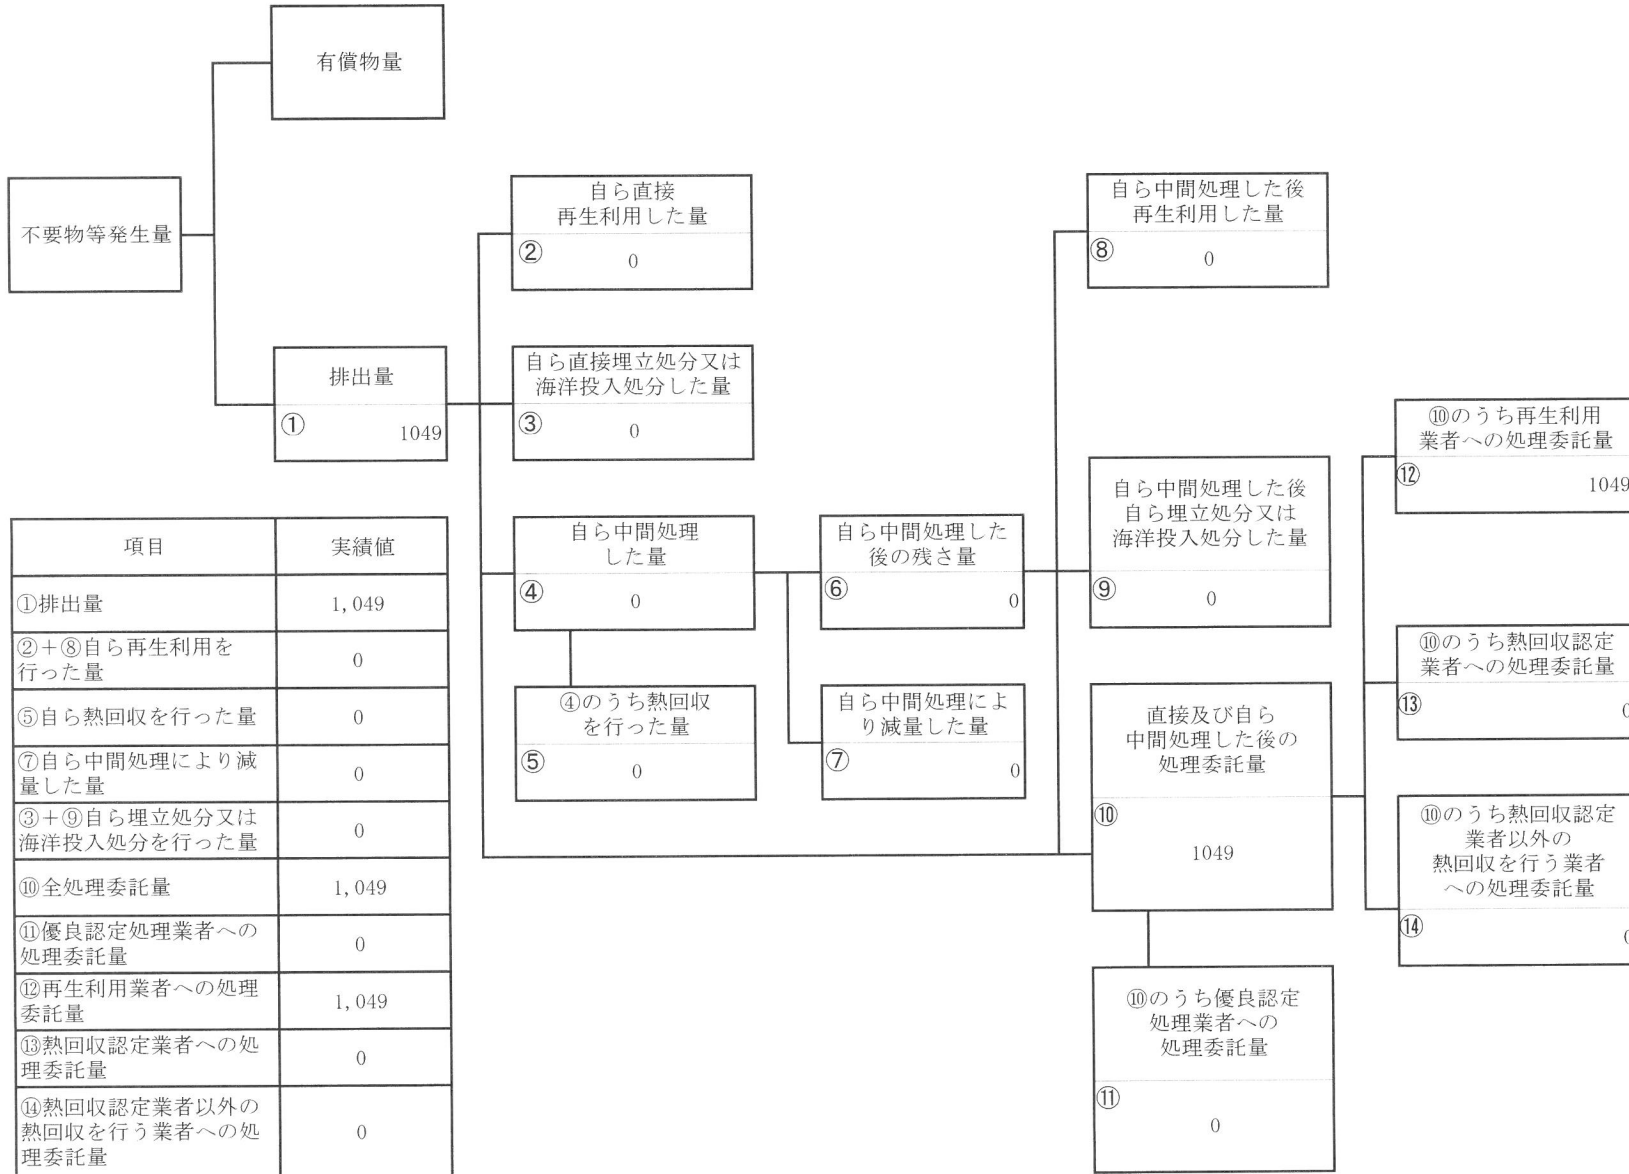 有償物量
不要物等発生量
排出量
①
1049
自ら直接
再生利用した量
②
0
自ら直接埋立処分又は
海洋投入処分した量
③
0
自ら中間処理
した量
④
0
④のうち熱回収
を行った量
⑤
0
自ら中間処理した
後の残さ量
⑥
0
自ら中間処理によ
り減量した量
⑦
0
自ら中間処理した後
再生利用した量
⑧
0
自ら中間処理した後
自ら埋立処分又は
海洋投入処分した量
⑨
0
直接及び自ら
中間処理した後の
処理委託量
⑩
1049
⑩のうち優良認定
処理業者への
処理委託量
⑪
0
⑩のうち再生利用
業者への処理委託量
⑫
1049
⑩のうち熱回収認定
業者への処理委託量
⑬
0
⑩のうち熱回収認定
業者以外の
熱回収を行う業者
への処理委託量
⑭
0
項目 実績値
①排出量 1,049
②+⑧自ら再生利用を
行った量 0
⑤自ら熱回収を行った量 0
⑦自ら中間処理により減
量した量 0
③+⑨自ら埋立処分又は
海洋投入処分を行った量 0
⑩全処理委託量 1,049
⑪優良認定処理業者への
処理委託量 0
⑫再生利用業者への処理
委託量 1,049
⑬熱回収認定業者への処
理委託量 0
⑭熱回収認定業者以外の
熱回収を行う業者への処
理委託量 0